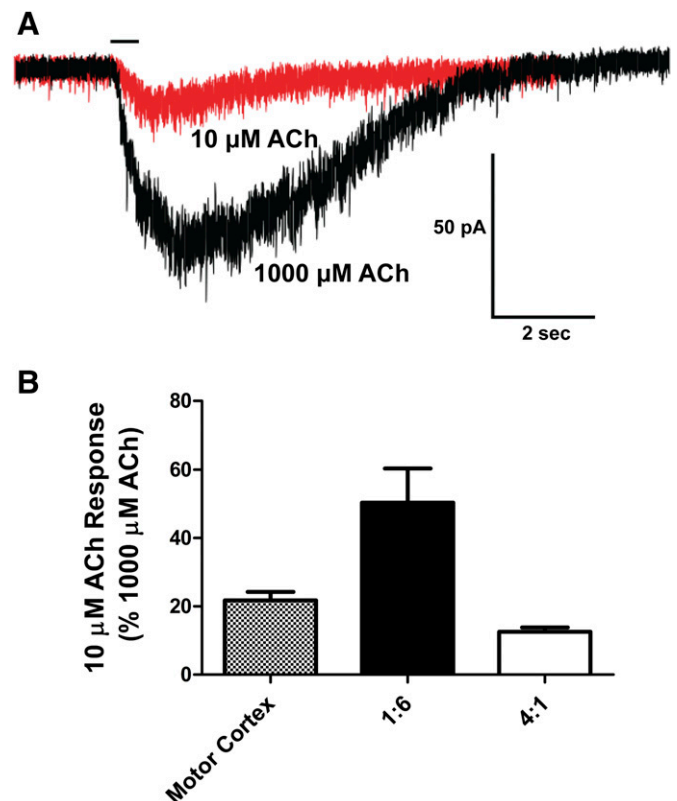 A
10 μM ACh
1000 μM ACh
50 pA
2 sec
B
10 μM ACh Response
(% 1000 μM ACh)
80
60
40
20
0
Motor Cortex
1:6
4:1